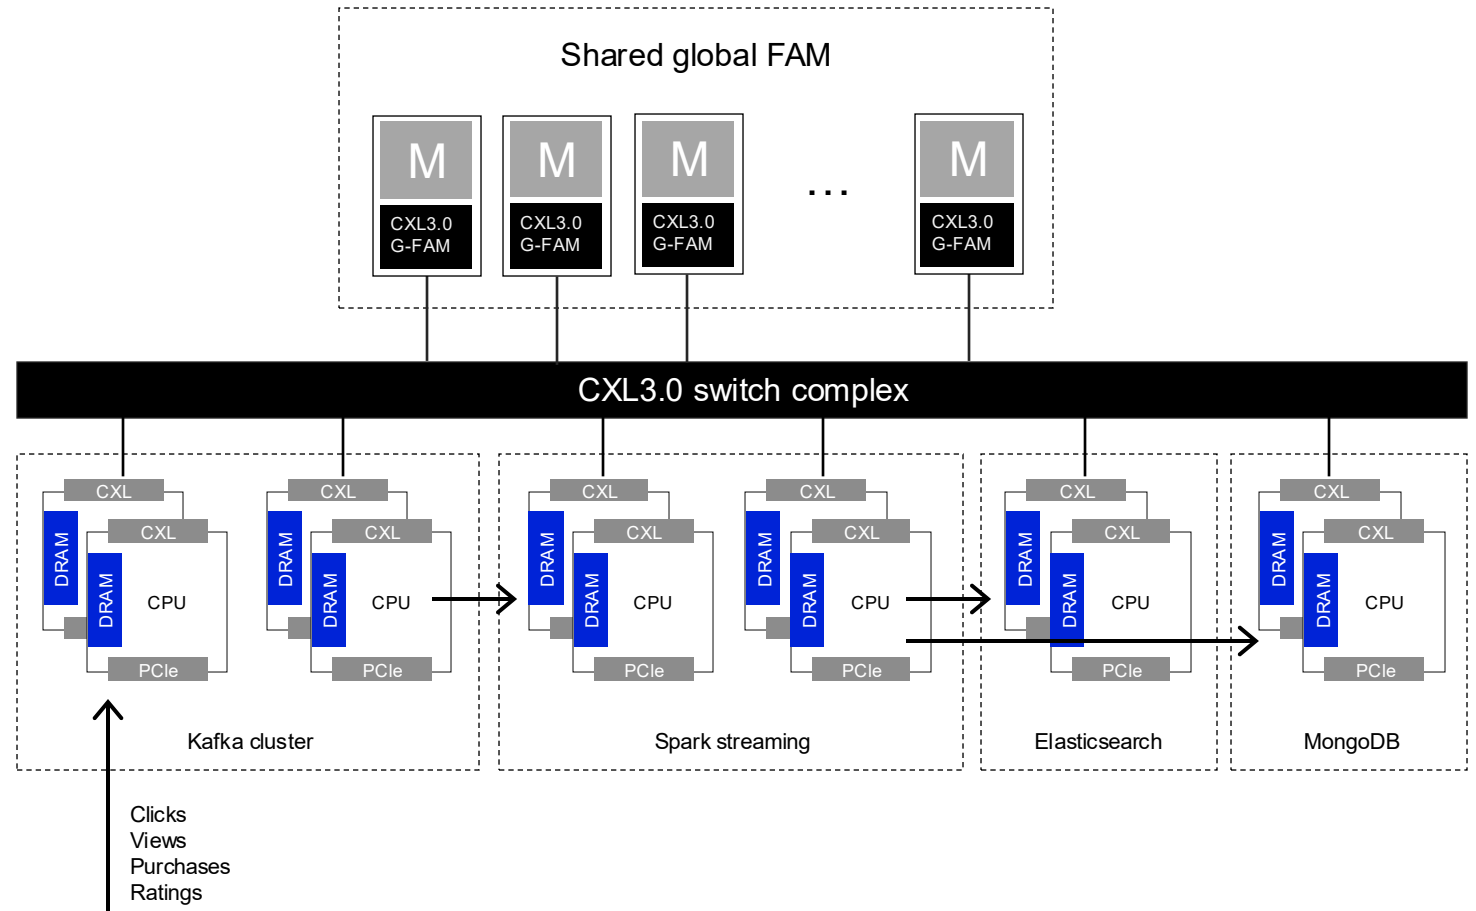 Shared global FAM
M
CXL3.0
G-FAM
M
CXL3.0
G-FAM
M
CXL3.0
G-FAM
...
M
CXL3.0
G-FAM
CXL3.0 switch complex
CXL
DRAM
CXL
DRAM
CPU
PCIe
CXL
DRAM
CXL
DRAM
CPU
PCIe
Kafka cluster
CXL
DRAM
CXL
DRAM
CPU
PCIe
CXL
DRAM
CXL
DRAM
CPU
PCIe
Spark streaming
CXL
DRAM
CXL
DRAM
CPU
PCIe
Elasticsearch
CXL
DRAM
CXL
DRAM
CPU
PCIe
MongoDB
Clicks
Views
Purchases
Ratings